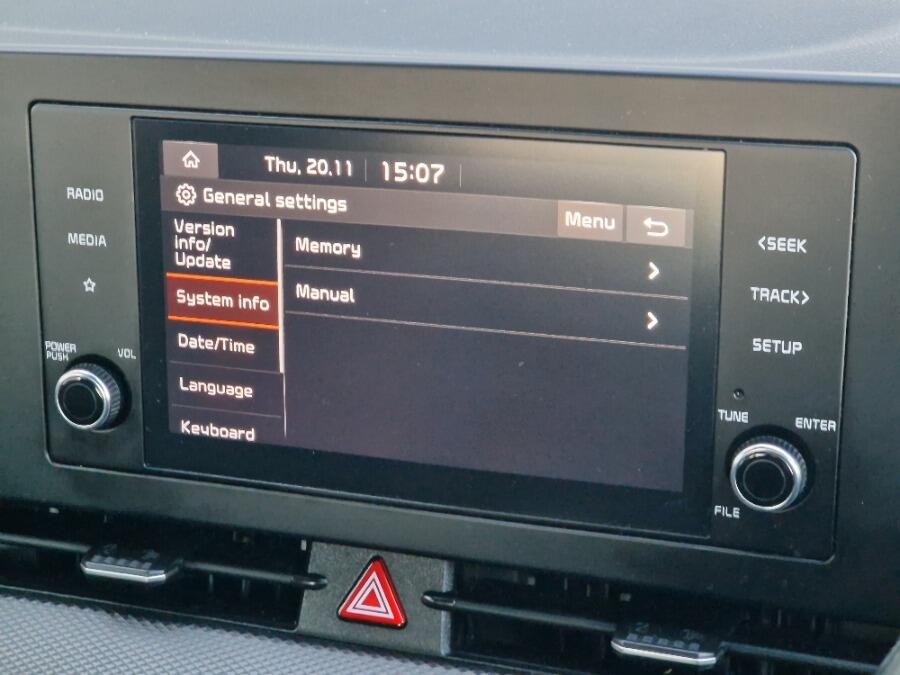 Thu, 20.11 15:07
General settings
Menu
Version
info/
Update
System info
Date/Time
Language
Keyboard
Memory
Manual
RADIO
MEDIA
POWER
PUSH
VOL
<SEEK
TRACK>
SETUP
TUNE
ENTER
FILE